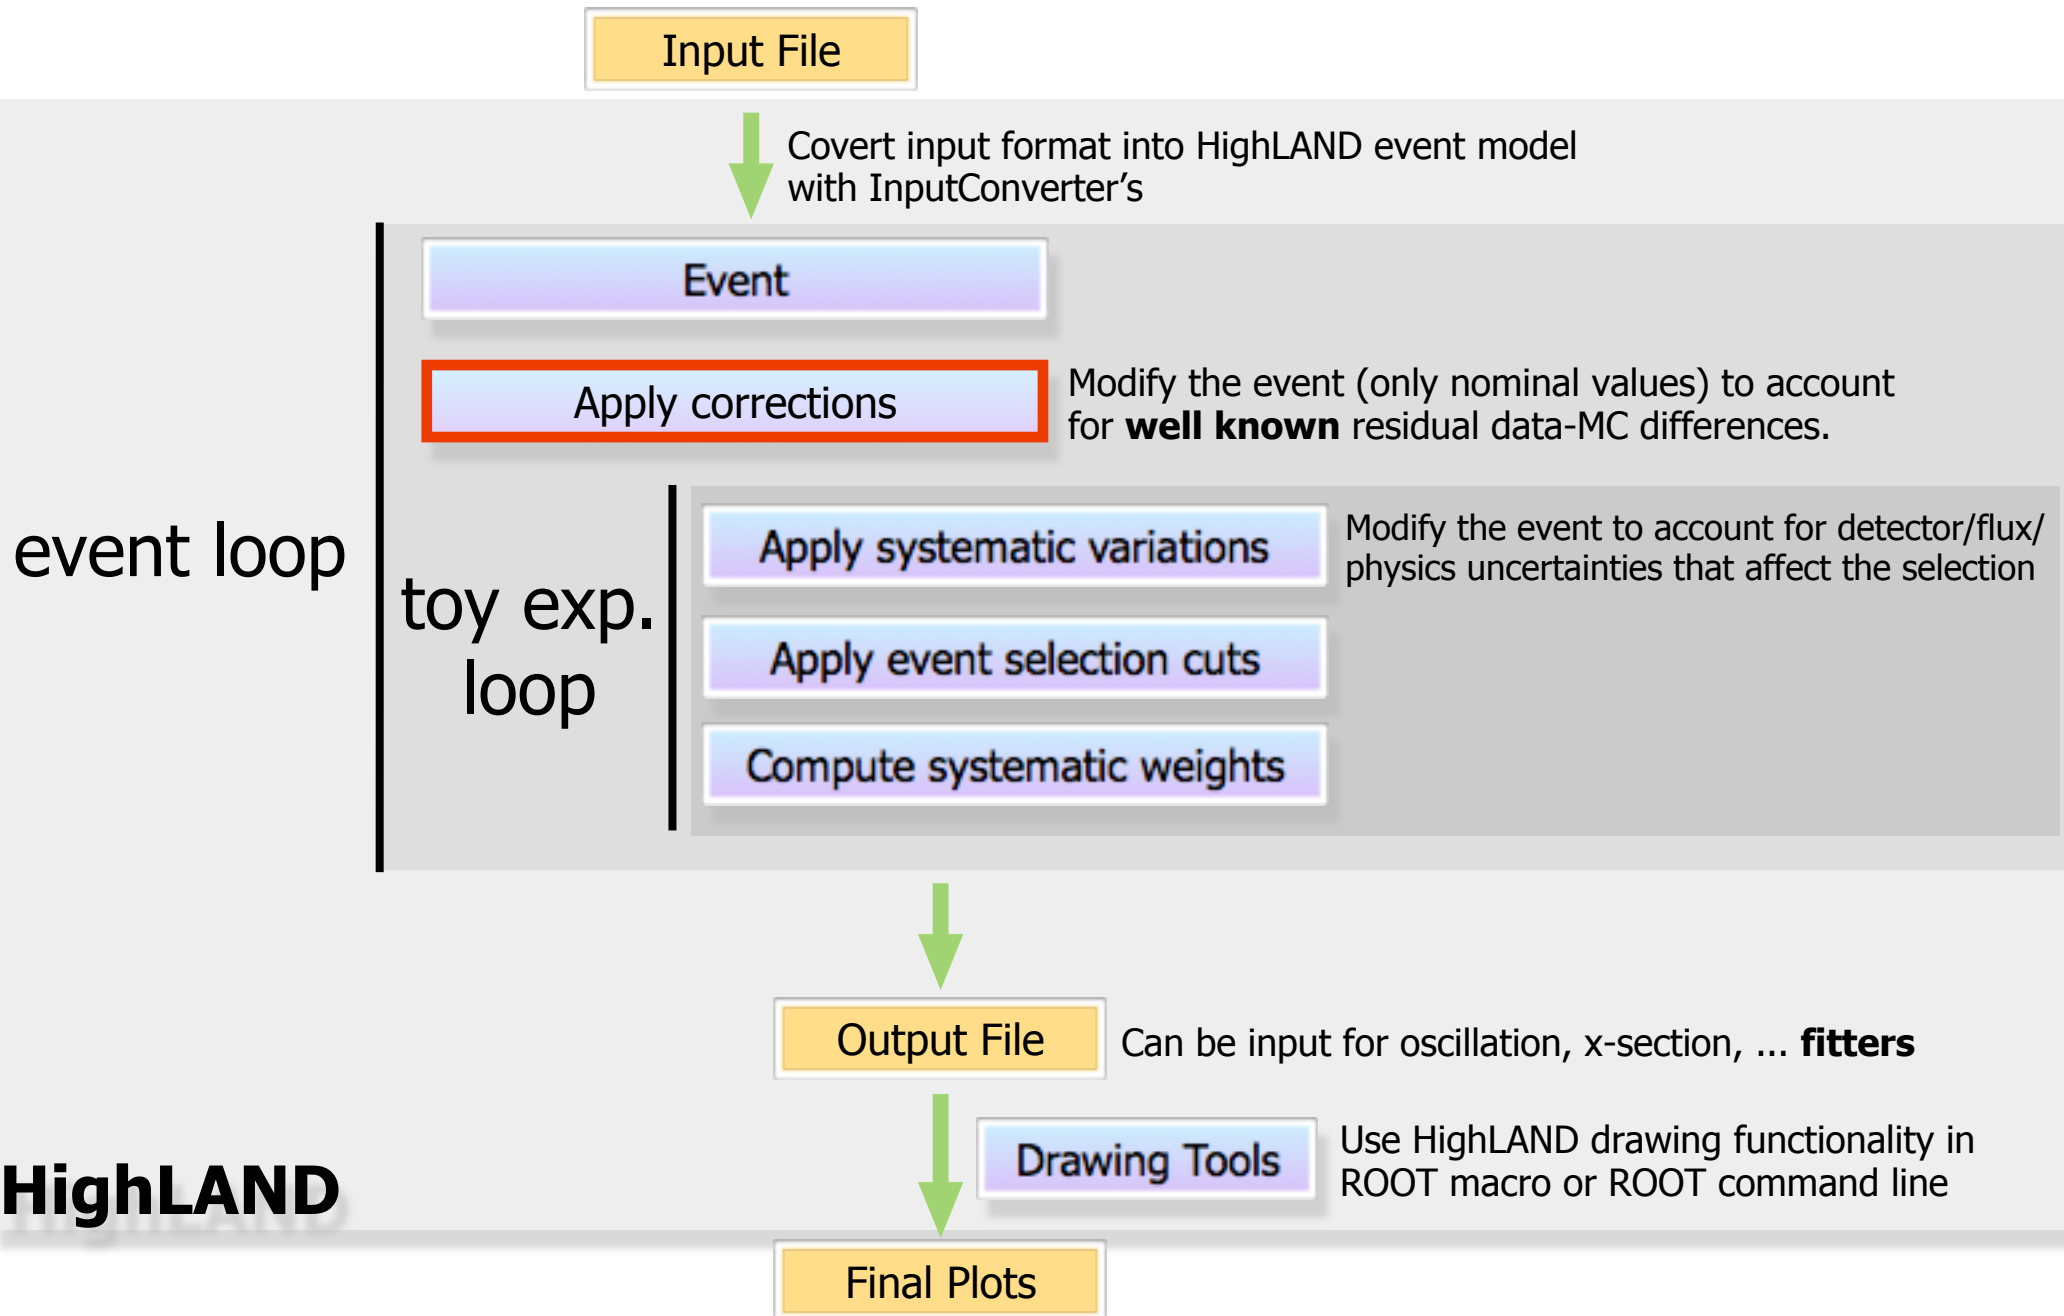 Input File
Covert input format into HighLAND event model
with InputConverter’s
Event
Apply corrections
Modify the event (only nominal values) to account
for well known residual data-MC differences.
event loop
toy exp.
loop
Apply systematic variations
Modify the event to account for detector/flux/
physics uncertainties that affect the selection
Apply event selection cuts
Compute systematic weights
Output File
Can be input for oscillation, x-section, ... fitters
Drawing Tools
Use HighLAND drawing functionality in
ROOT macro or ROOT command line
HighLAND
Final Plots